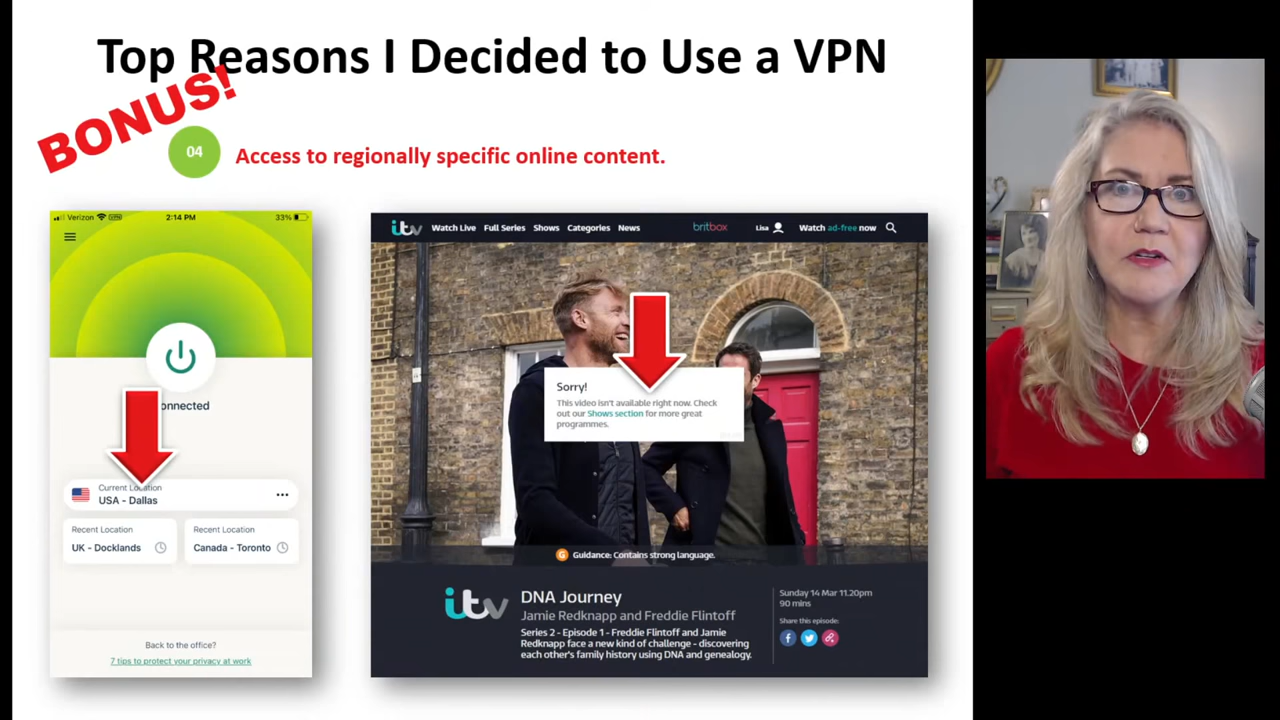 Top Reasons I Decided to Use a VPN
BONUS!
04
Access to regionally specific online content.
Verizon
VPN
2:14 PM
33%
onnected
Current Location
USA - Dallas
Recent Location
UK - Docklands
Recent Location
Canada - Toronto
Back to the office?
7 tips to protect your privacy at work
itv
Watch Live
Full Series
Shows
Categories
News
britbox
Lisa
Watch ad-free now
Sorry!
This video isn't available right now. Check
out our Shows section for more great
programmes.
G
Guidance: Contains strong language.
itv
DNA Journey
Jamie Redknapp and Freddie Flintoff
Series 2 - Episode 1 - Freddie Flintoff and Jamie
Redknapp face a new kind of challenge - discovering
each other's family history using DNA and genealogy.
Sunday 14 Mar 11.20pm
90 mins
Share this episode: